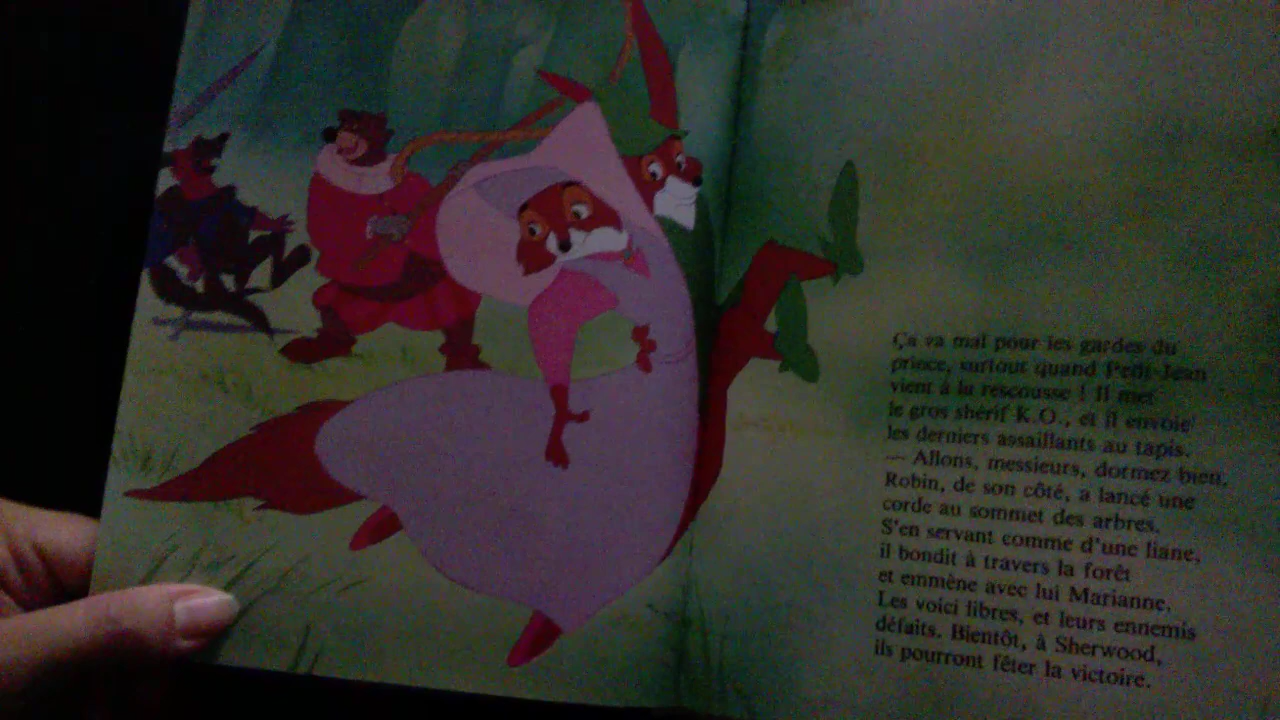 Ça va mal pour les gardes du
prince, surtout quand Petit-Jean
vient à la rescousse ! Il met
le gros shérif K.O., et il envoie
les derniers assaillants au tapis.
— Allons, messieurs, dormez bien.
Robin, de son côté, a lancé une
corde au sommet des arbres.
S'en servant comme d'une liane,
il bondit à travers la forêt
et emmène avec lui Marianne.
Les voici libres, et leurs ennemis
défaits. Bientôt, à Sherwood,
ils pourront fêter la victoire.